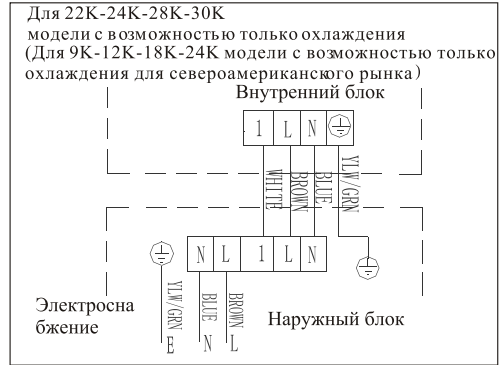 Для 22K-24K-28K-30K
модели с возможностью только охлаждения
(Для 9K-12K-18K-24K модели с возможностью только
охлаждения для североамериканского рынка)
Внутренний блок
1 L N
WHITE BROWN BLUE YLW/GRN
N L 1 L N
YLW/GRN BLUE BROWN
Электросна
бжение
E N L
Наружный блок